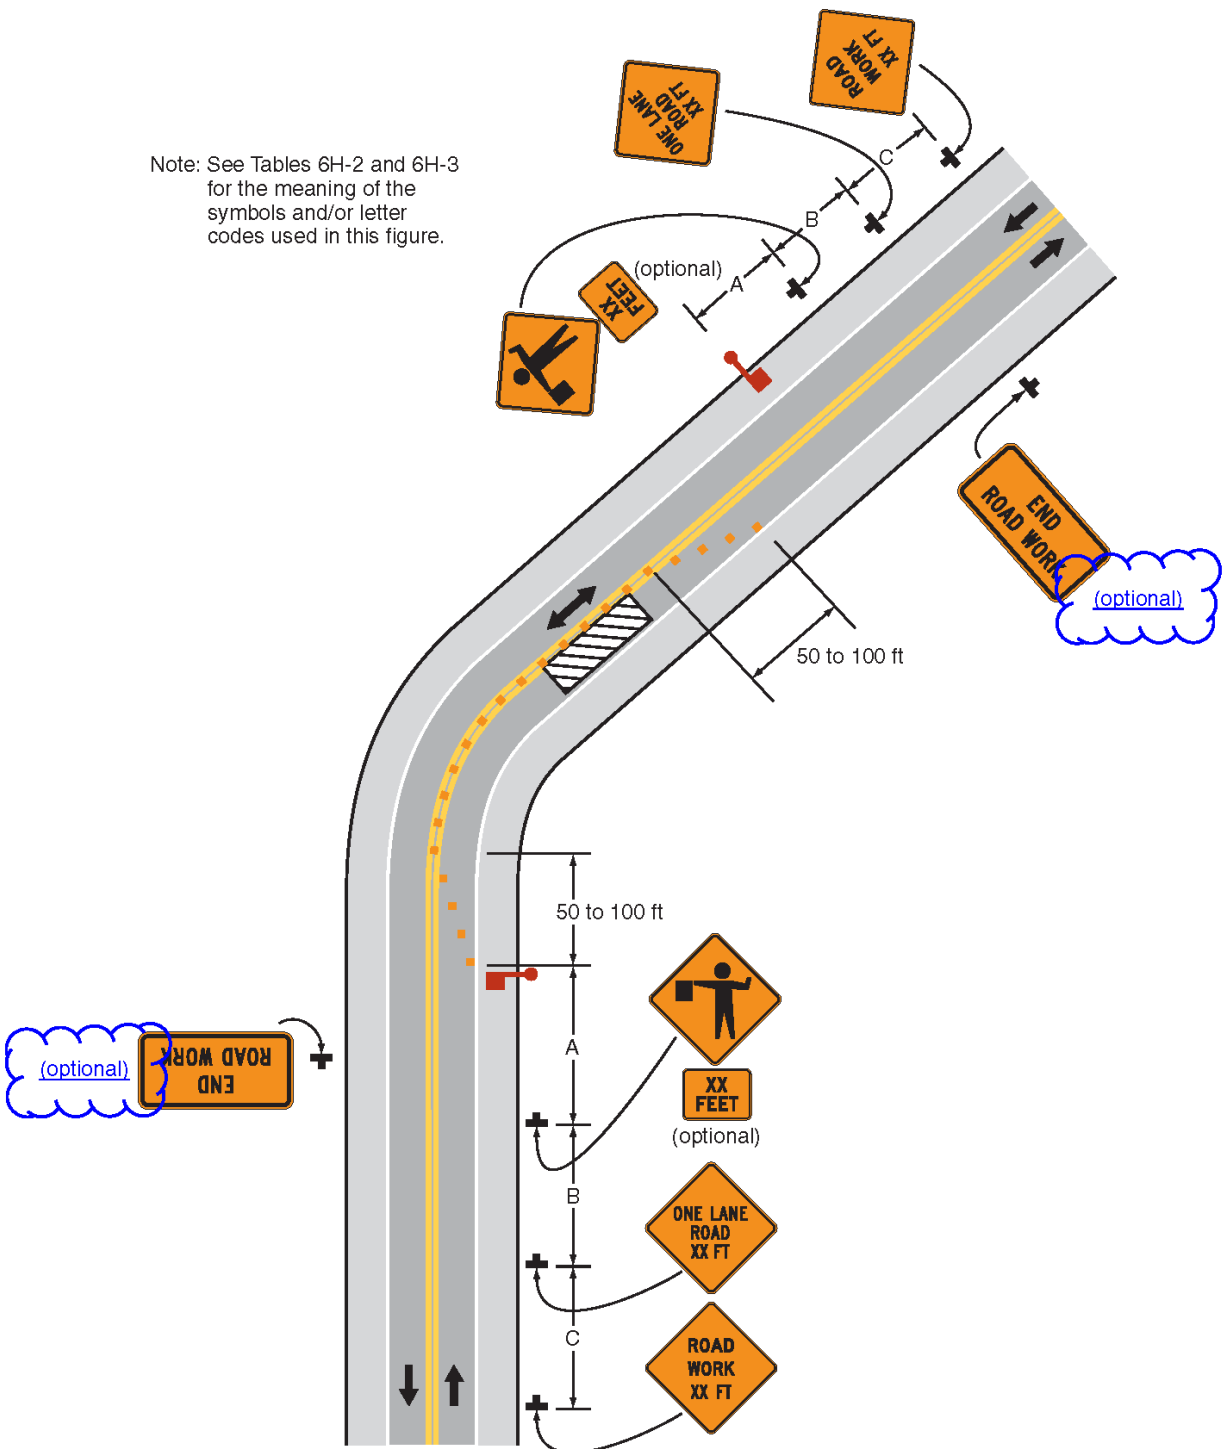 ROAD
WORK
XX FT
ONE LANE
ROAD
XX FT
C
Note: See Tables 6H-2 and 6H-3
for the meaning of the
symbols and/or letter
codes used in this figure.
B
(optional)
A
XX
FEET
END
ROAD WORK
(optional)
50 to 100 ft
50 to 100 ft
A
END
ROAD WORK
(optional)
XX
FEET
(optional)
B
ONE LANE
ROAD
XX FT
C
ROAD
WORK
XX FT